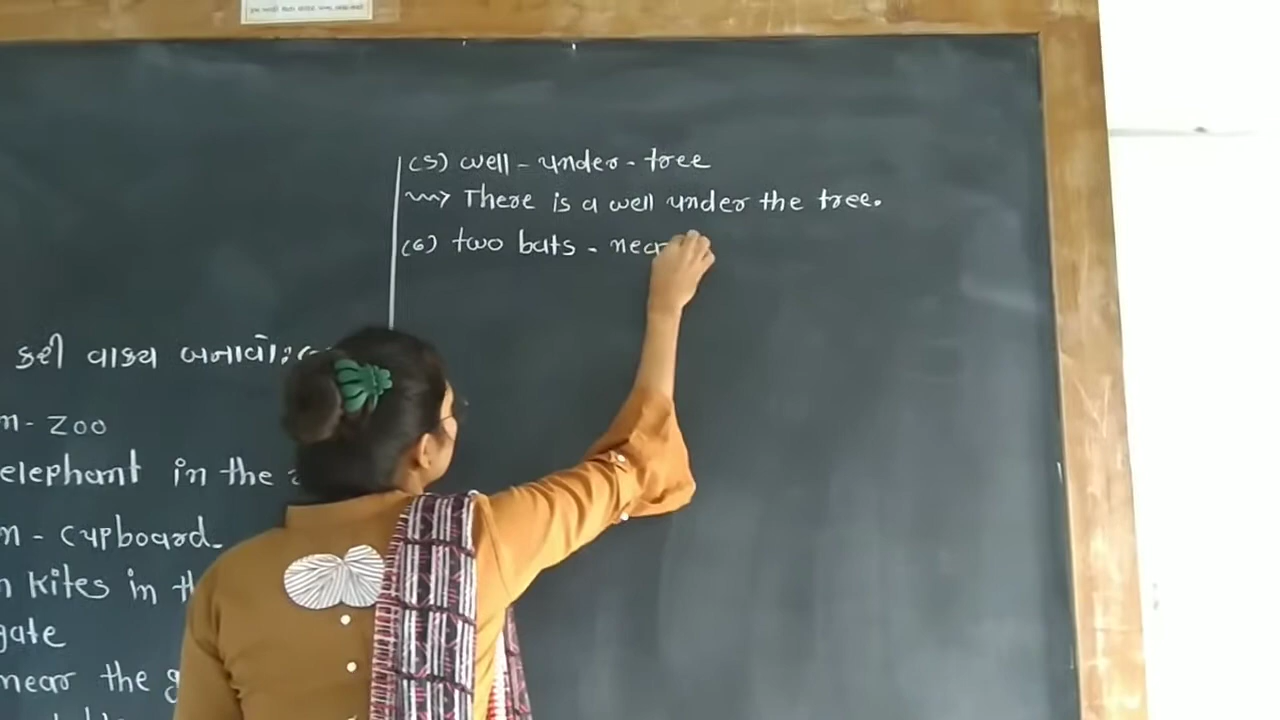 કરી વાક્ય બનાવો:
n - zoo
elephant in the
n - cupboard.
n kites in th
gate
near the g
(5) well - under - tree
⇝ There is a well under the tree.
(6) two bats - near